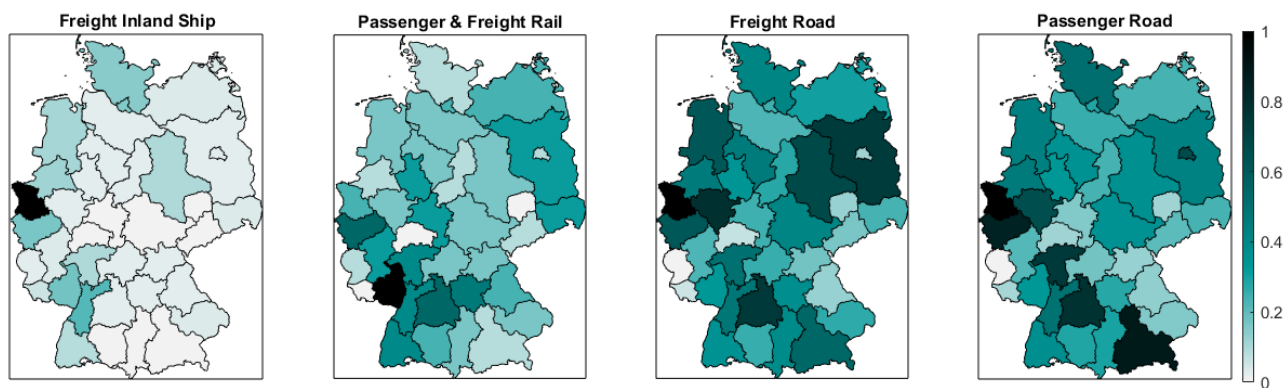 Freight Inland Ship
Passenger & Freight Rail
Freight Road
Passenger Road
1
0.8
0.6
0.4
0.2
0